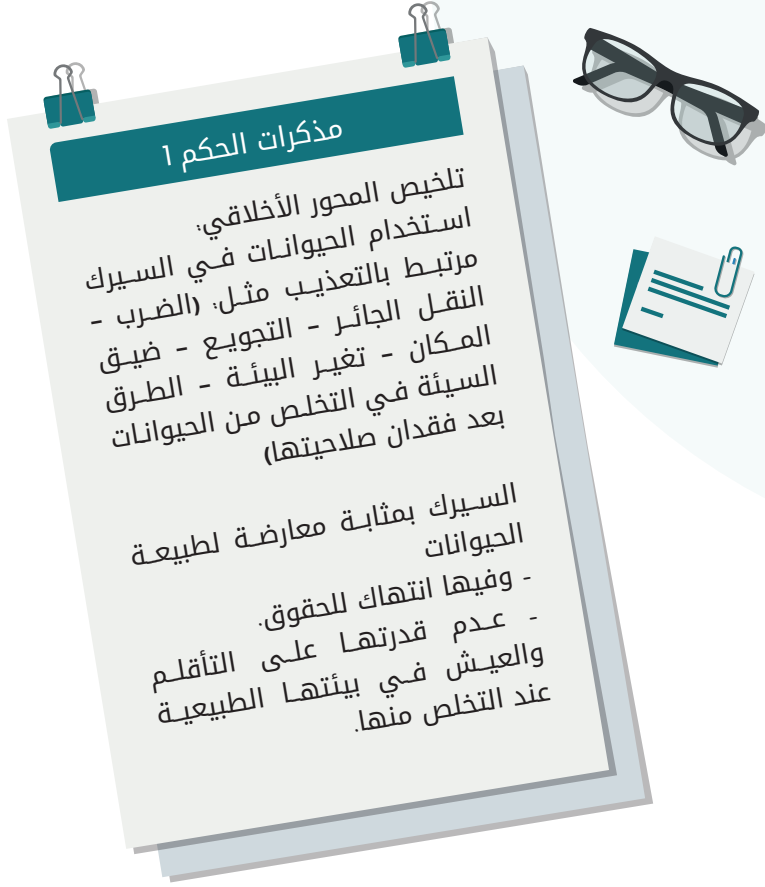 مذكرات الحكم 1
تلخيص المحور الأخلاقي:
استخدام الحيوانات في السيرك
مرتبط بالتعذيب مثل: (الضرب –
النقل الجائر – التجويع – ضيق
المكان – تغير البيئة – الطرق
السيئة في التخلص من الحيوانات
بعد فقدان صلاحيتها)
السيرك بمثابة معارضة لطبيعة
الحيوانات
- وفيها انتهاك للحقوق.
- عدم قدرتها على التأقلم
والعيش في بيئتها الطبيعية
عند التخلص منها.